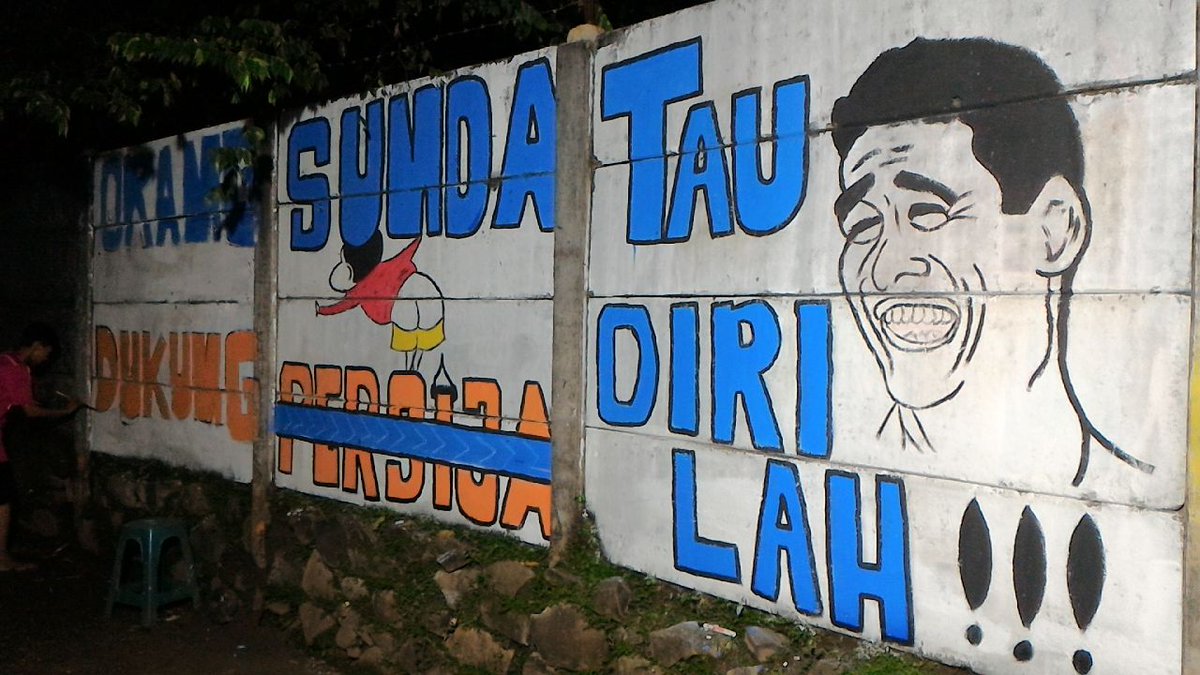 ORANG SUNDA
DUKUNG PERSIJA
TAU
DIRI
LAH !!!